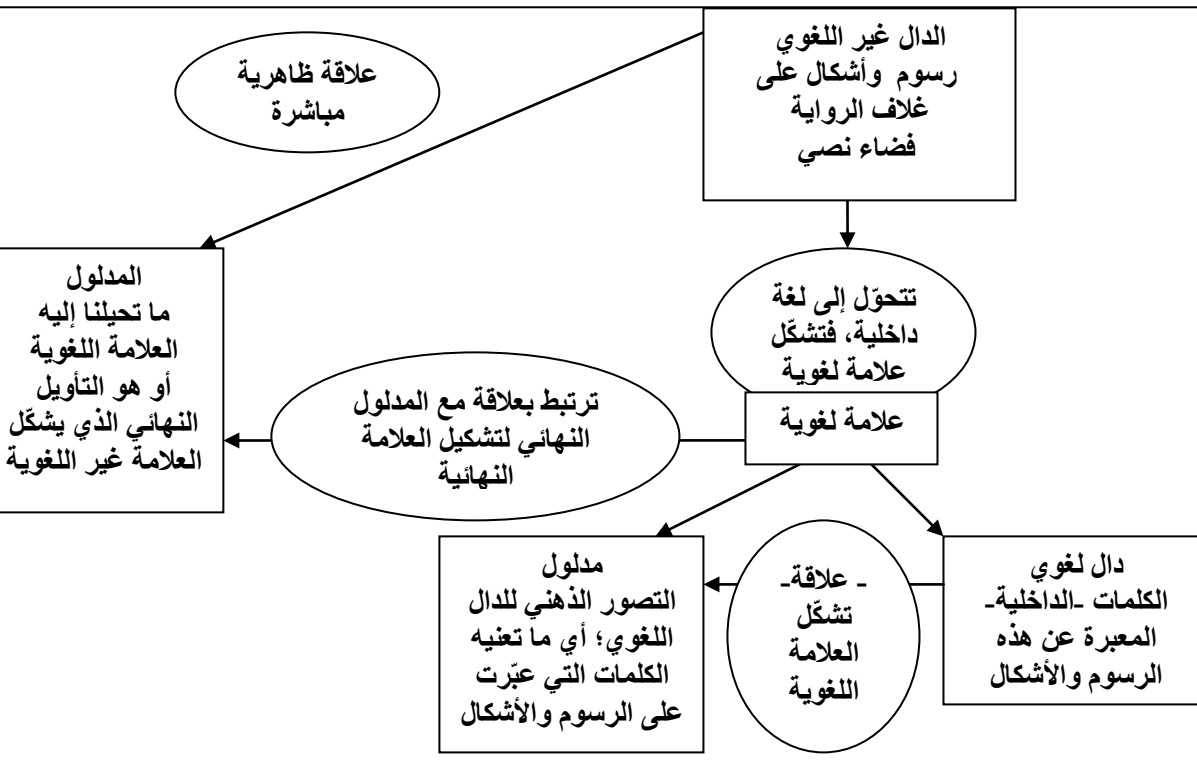 الدال غير اللغوي
رسوم وأشكال على
غلاف الرواية
فضاء نصي
علاقة ظاهرية
مباشرة
المدلول
ما تحيلنا إليه
العلامة اللغوية
أو هو التأويل
النهائي الذي يشكّل
العلامة غير اللغوية
تتحوّل إلى لغة
داخلية، فتشكّل
علامة لغوية
علامة لغوية
ترتبط بعلاقة مع المدلول
النهائي لتشكيل العلامة
النهائية
دال لغوي
الكلمات -الداخلية-
المعبرة عن هذه
الرسوم والأشكال
- علاقة-
تشكّل
العلامة
اللغوية
مدلول
التصور الذهني للدال
اللغوي؛ أي ما تعنيه
الكلمات التي عبّرت
على الرسوم والأشكال